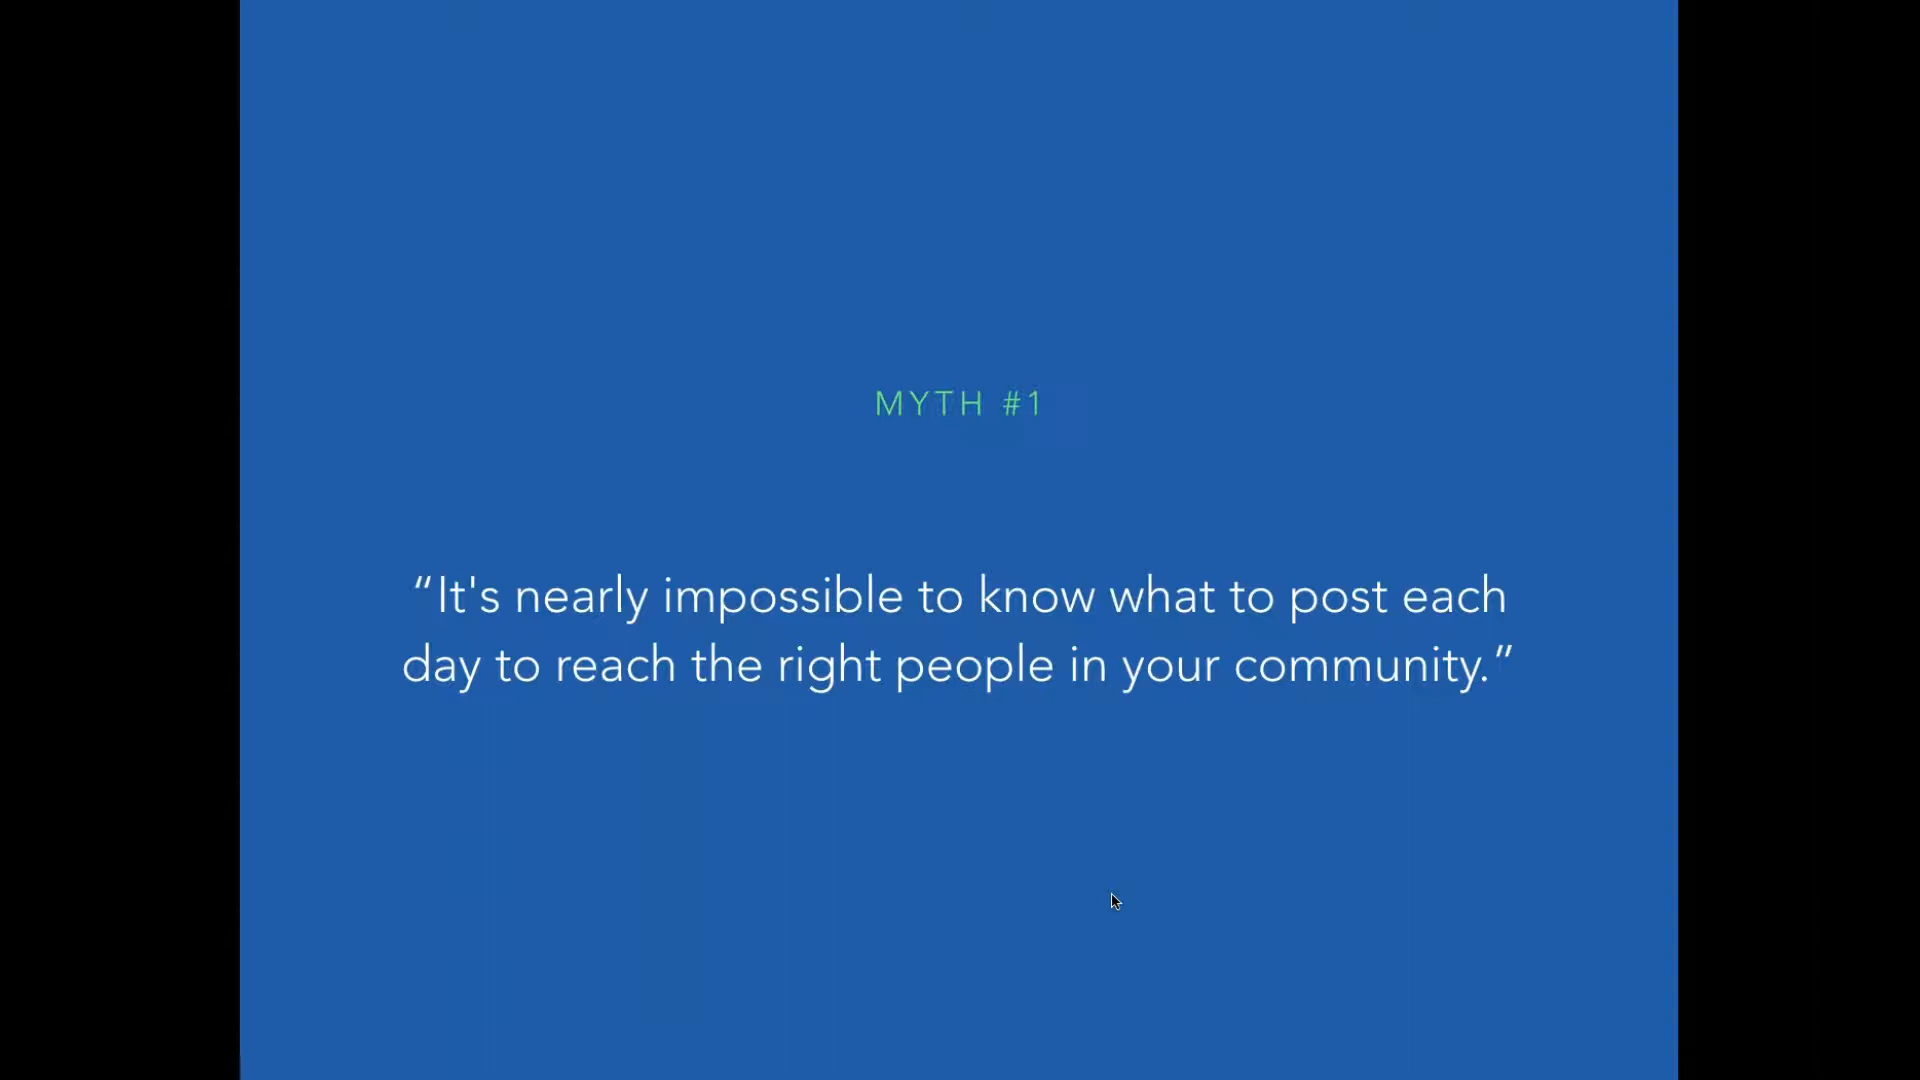 MYTH #1
“It's nearly impossible to know what to post each
day to reach the right people in your community.”